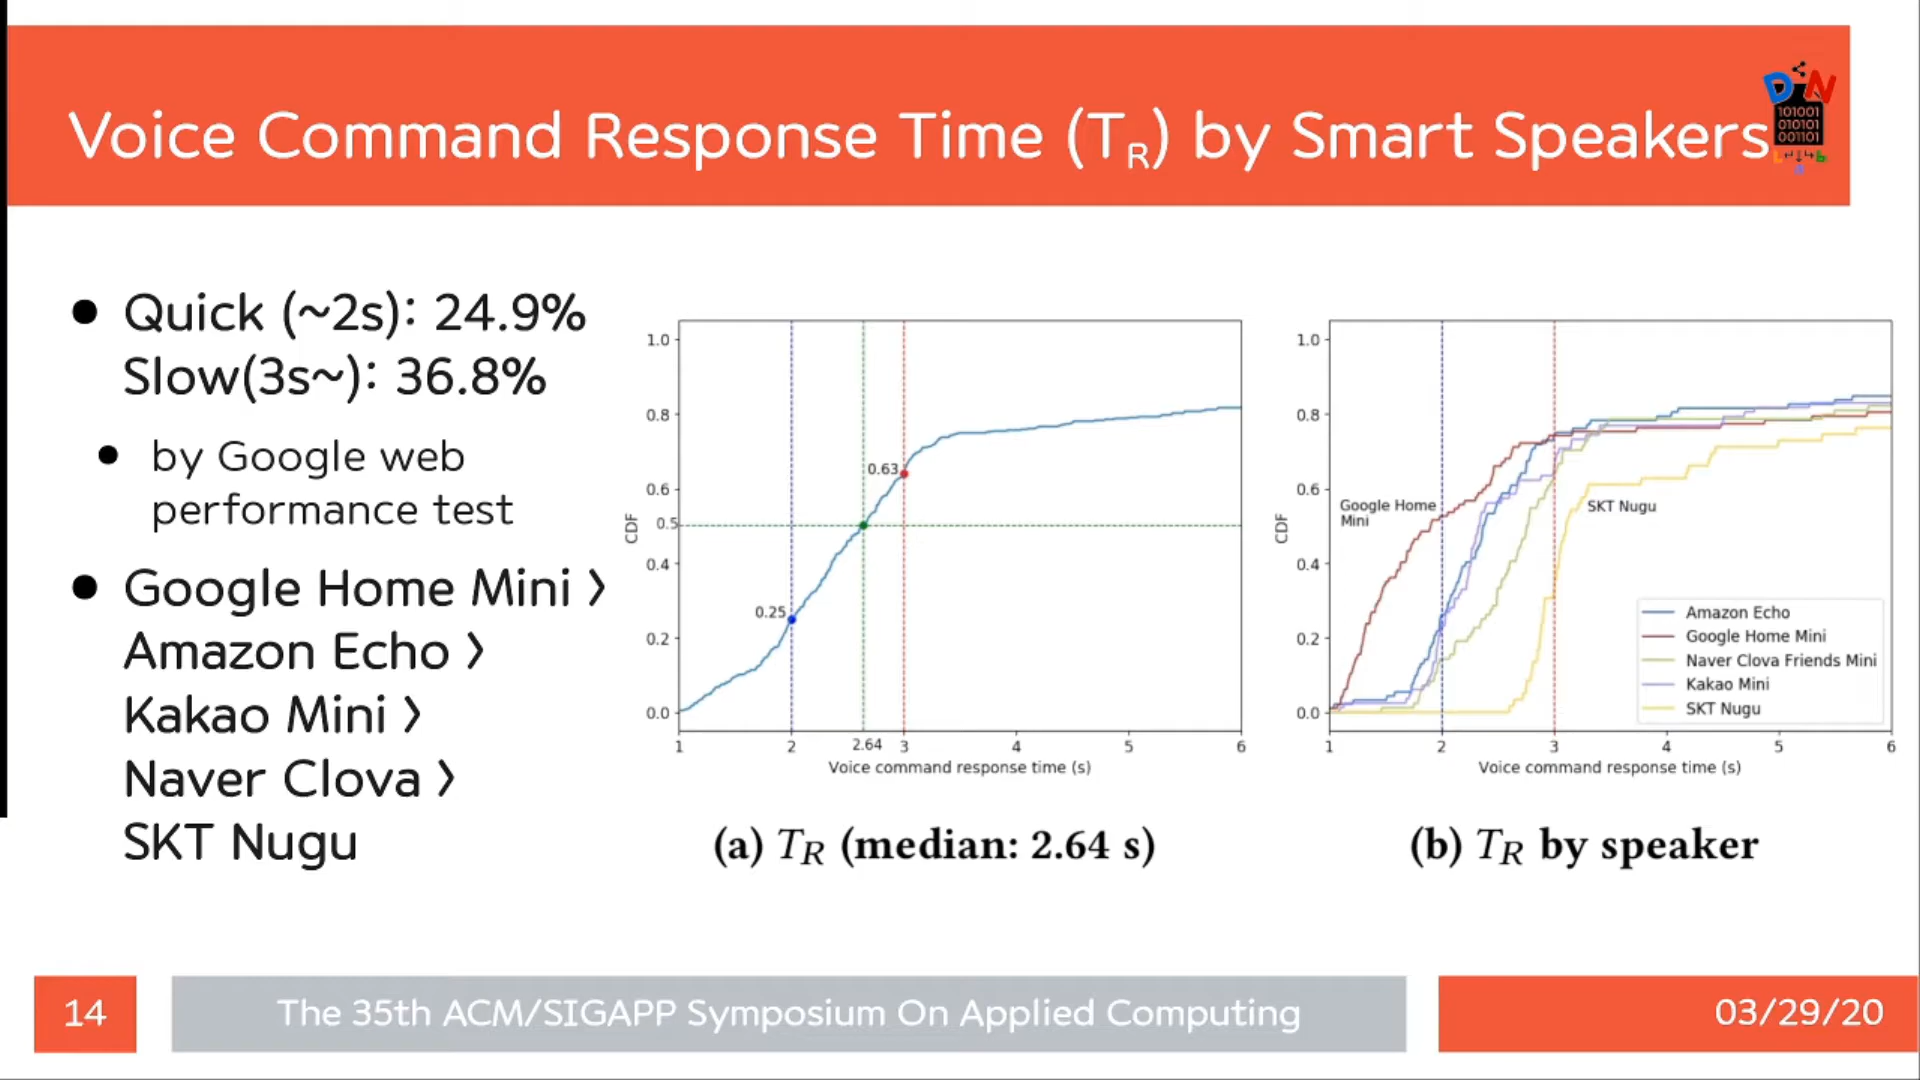 Voice Command Response Time (TR) by Smart Speakers
D N
101001
010101
001101
● Quick (~2s): 24.9%
Slow(3s~): 36.8%
● by Google web
performance test
● Google Home Mini >
Amazon Echo >
Kakao Mini >
Naver Clova >
SKT Nugu
1.0
0.8
0.6
0.5
0.4
0.2
0.0
CDF
0.63
0.25
1 2 2.64 3 4 5 6
Voice command response time (s)
(a) TR (median: 2.64 s)
1.0
0.8
0.6
0.4
0.2
0.0
CDF
Google Home
Mini
SKT Nugu
Amazon Echo
Google Home Mini
Naver Clova Friends Mini
Kakao Mini
SKT Nugu
1 2 3 4 5 6
Voice command response time (s)
(b) TR by speaker
14
The 35th ACM/SIGAPP Symposium On Applied Computing
03/29/20